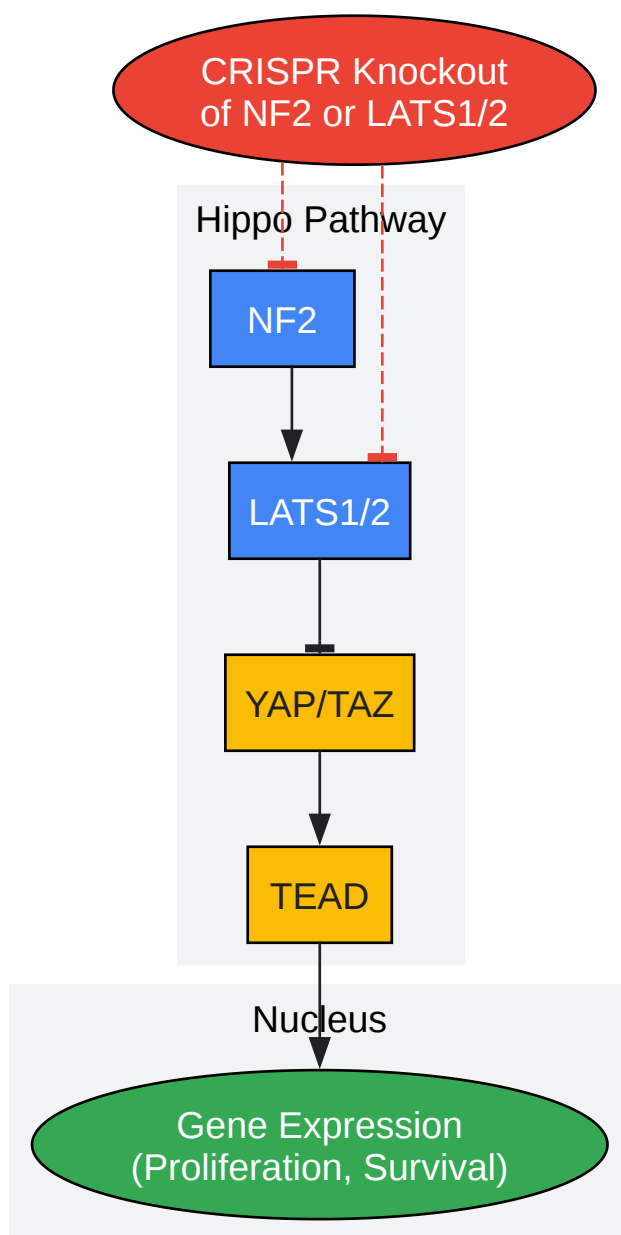 CRISPR Knockout
of NF2 or LATS1/2
Hippo Pathway
NF2
LATS1/2
YAP/TAZ
TEAD
Nucleus
Gene Expression
(Proliferation, Survival)